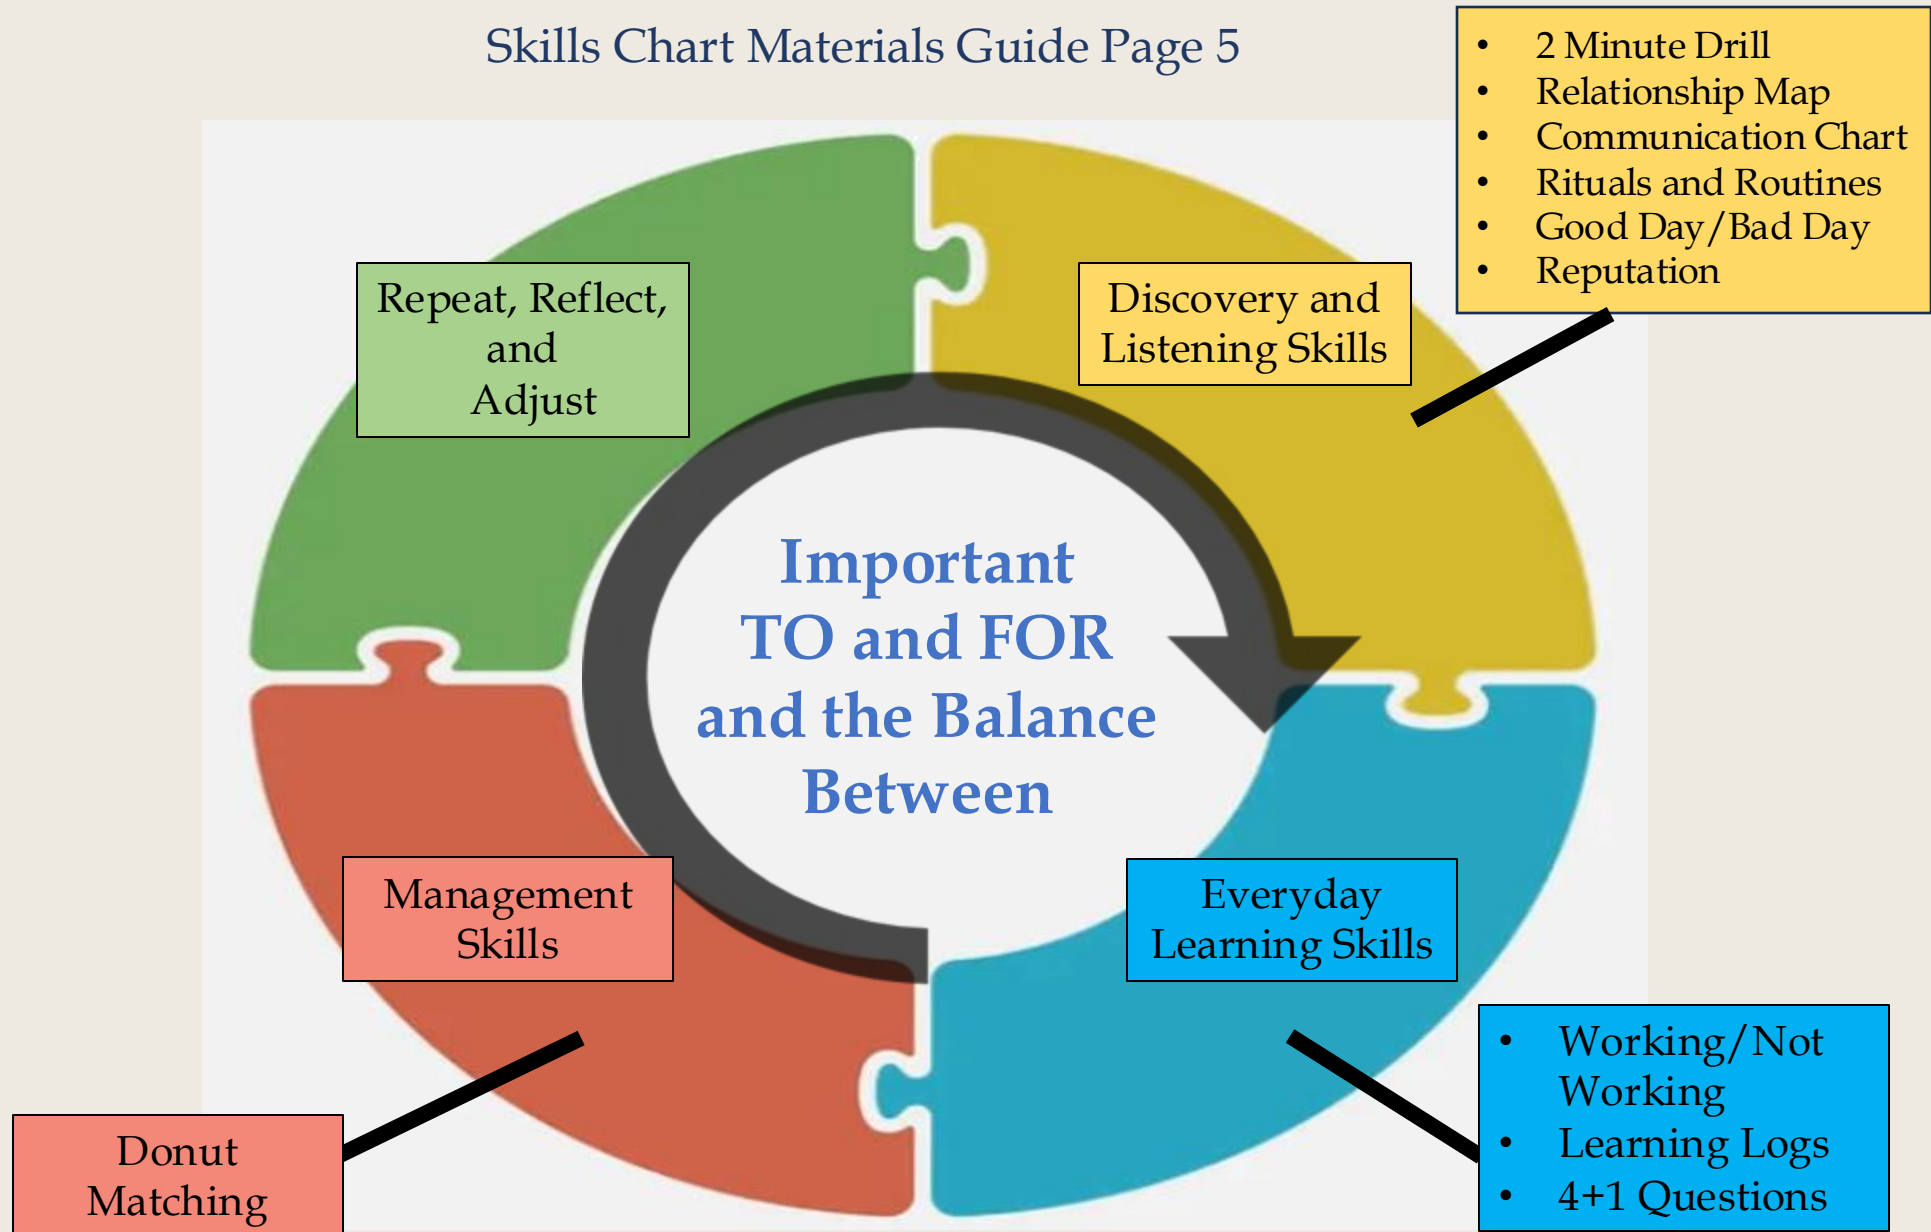 Skills Chart Materials Guide Page 5
• 2 Minute Drill
• Relationship Map
• Communication Chart
• Rituals and Routines
• Good Day/Bad Day
• Reputation
Repeat, Reflect,
and
Adjust
Discovery and
Listening Skills
Important
TO and FOR
and the Balance
Between
Management
Skills
Everyday
Learning Skills
Donut
Matching
• Working/Not
Working
• Learning Logs
• 4+1 Questions